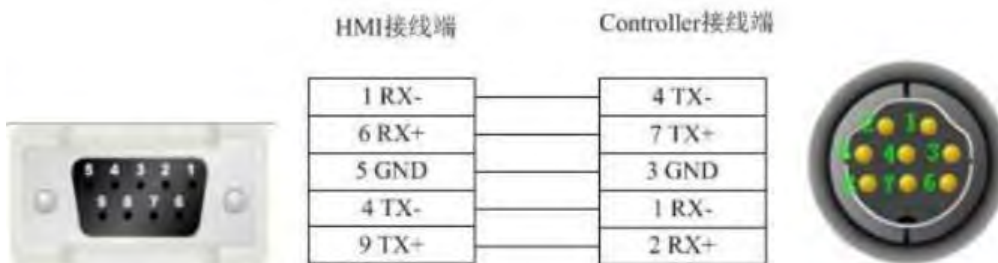 HMI接线端 Controller接线端
1 RX- 4 TX-
6 RX+ 7 TX+
5 GND 3 GND
4 TX- 1 RX-
9 TX+ 2 RX+
5 4 3 2 1
9 8 7 6
2 1
5 4 3
8 7 6